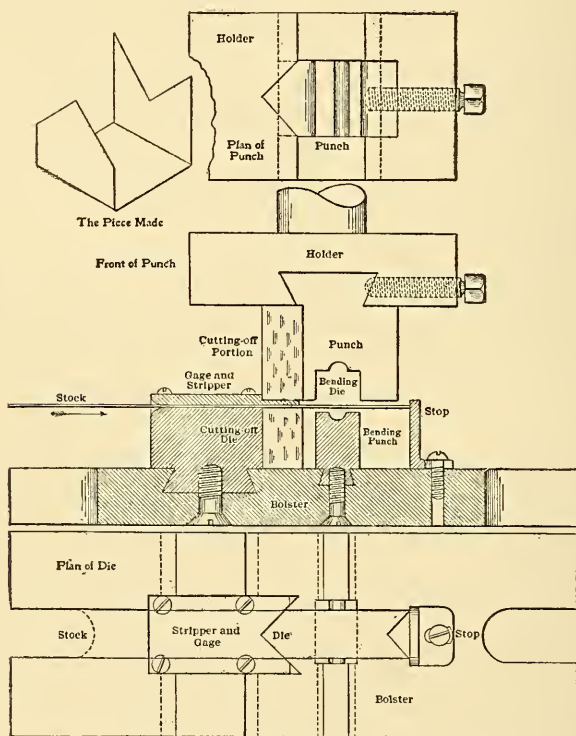 Holder
Plan of
Punch
Punch
The Piece Made
Front of Punch
Holder
Cutting-off
Portion
Punch
Gage and
Stripper
Bending
Die
Stock
Stop
Cutting-off
Die
Bending
Punch
Bolster
Plan of Die
Stock
Stripper and
Gage
Die
Stop
Bolster